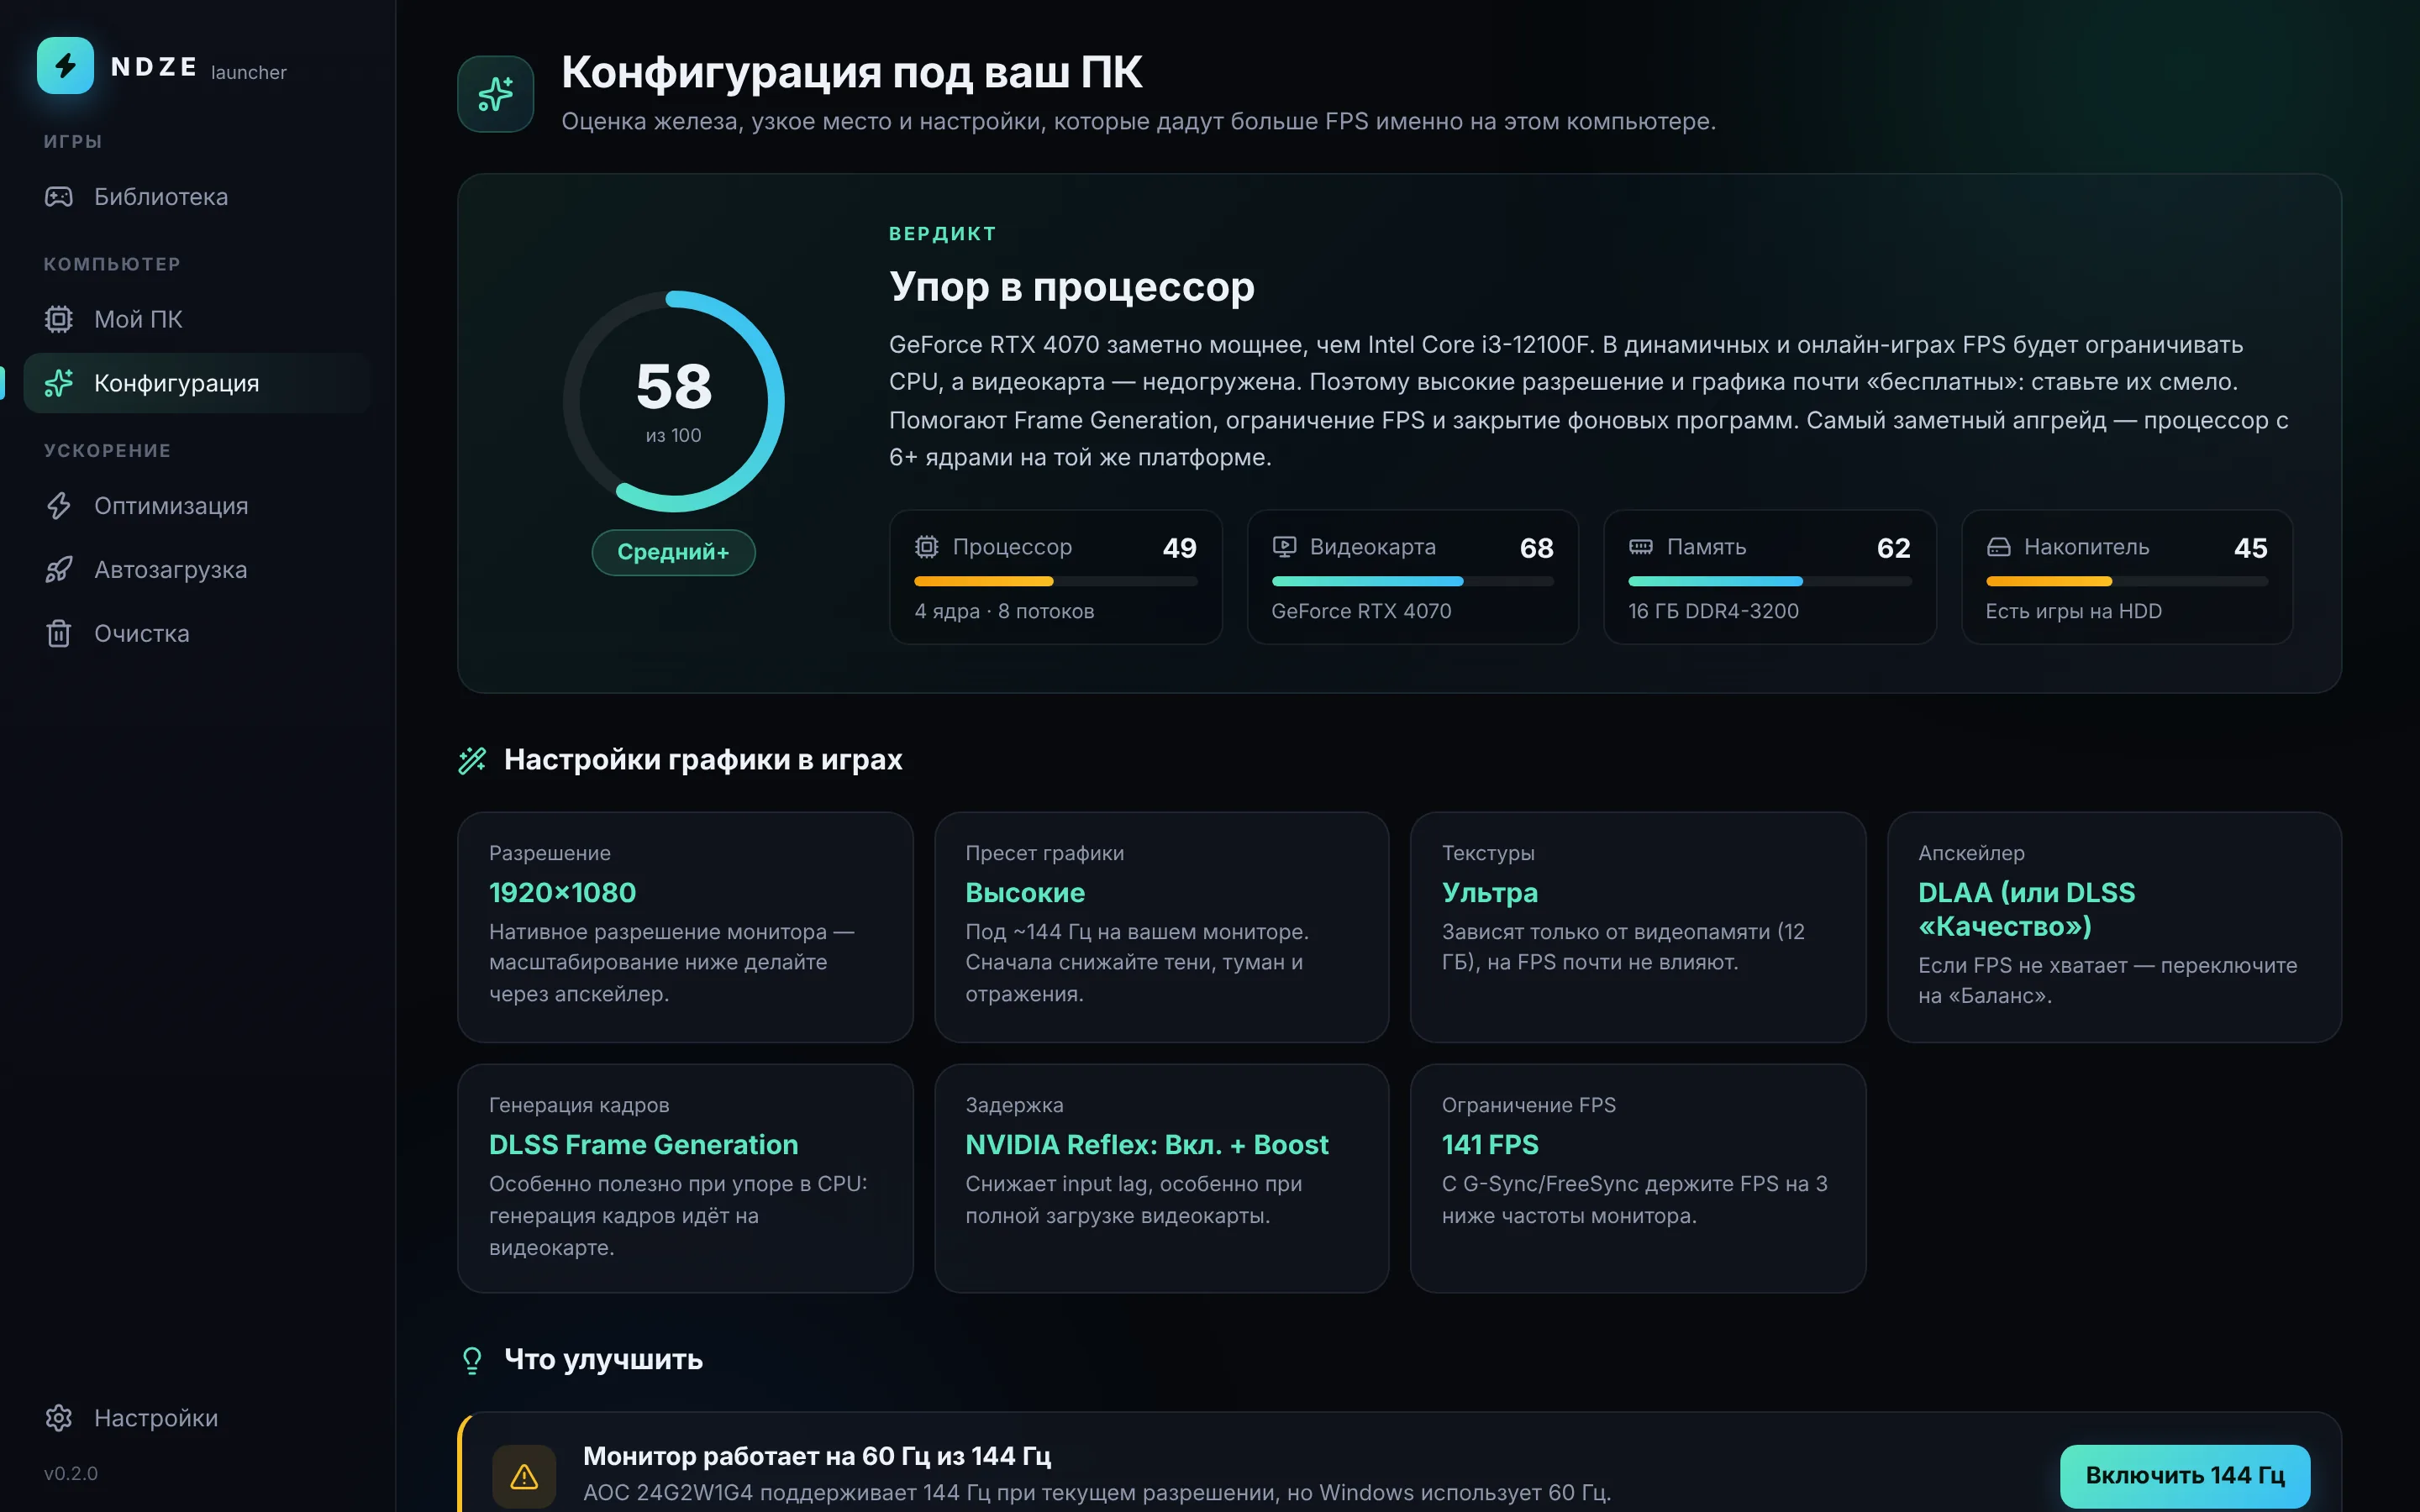 NDZE launcher
ИГРЫ
Библиотека
КОМПЬЮТЕР
Мой ПК
Конфигурация
УСКОРЕНИЕ
Оптимизация
Автозагрузка
Очистка
Настройки
v0.2.0
Конфигурация под ваш ПК
Оценка железа, узкое место и настройки, которые дадут больше FPS именно на этом компьютере.
58
из 100
Средний+
ВЕРДИКТ
Упор в процессор
GeForce RTX 4070 заметно мощнее, чем Intel Core i3-12100F. В динамичных и онлайн-играх FPS будет ограничивать
CPU, а видеокарта — недогружена. Поэтому высокие разрешение и графика почти «бесплатны»: ставьте их смело.
Помогают Frame Generation, ограничение FPS и закрытие фоновых программ. Самый заметный апгрейд — процессор с
6+ ядрами на той же платформе.
Процессор 49
4 ядра · 8 потоков
Видеокарта 68
GeForce RTX 4070
Память 62
16 ГБ DDR4-3200
Накопитель 45
Есть игры на HDD
Настройки графики в играх
Разрешение
1920×1080
Нативное разрешение монитора —
масштабирование ниже делайте
через апскейлер.
Пресет графики
Высокие
Под ~144 Гц на вашем мониторе.
Сначала снижайте тени, туман и
отражения.
Текстуры
Ультра
Зависят только от видеопамяти (12
ГБ), на FPS почти не влияют.
Апскейлер
DLAA (или DLSS
«Качество»)
Если FPS не хватает — переключите
на «Баланс».
Генерация кадров
DLSS Frame Generation
Особенно полезно при упоре в CPU:
генерация кадров идёт на
видеокарте.
Задержка
NVIDIA Reflex: Вкл. + Boost
Снижает input lag, особенно при
полной загрузке видеокарты.
Ограничение FPS
141 FPS
С G-Sync/FreeSync держите FPS на 3
ниже частоты монитора.
Что улучшить
Монитор работает на 60 Гц из 144 Гц
AOC 24G2W1G4 поддерживает 144 Гц при текущем разрешении, но Windows использует 60 Гц.
Включить 144 Гц